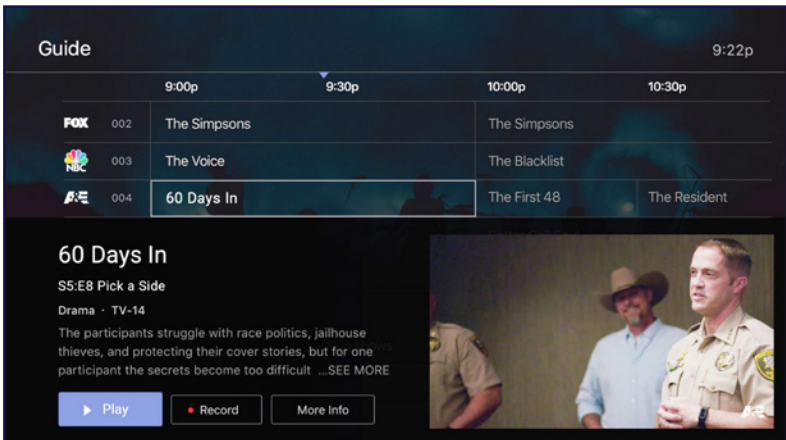 Guide
9:22p
9:00p 9:30p 10:00p 10:30p
FOX 002 The Simpsons The Simpsons
NBC 003 The Voice The Blacklist
A&E 004 60 Days In The First 48 The Resident
60 Days In
S5:E8 Pick a Side
Drama · TV-14
The participants struggle with race politics, jailhouse
thieves, and protecting their cover stories, but for one
participant the secrets become too difficult ...SEE MORE
Play Record More Info
A&E